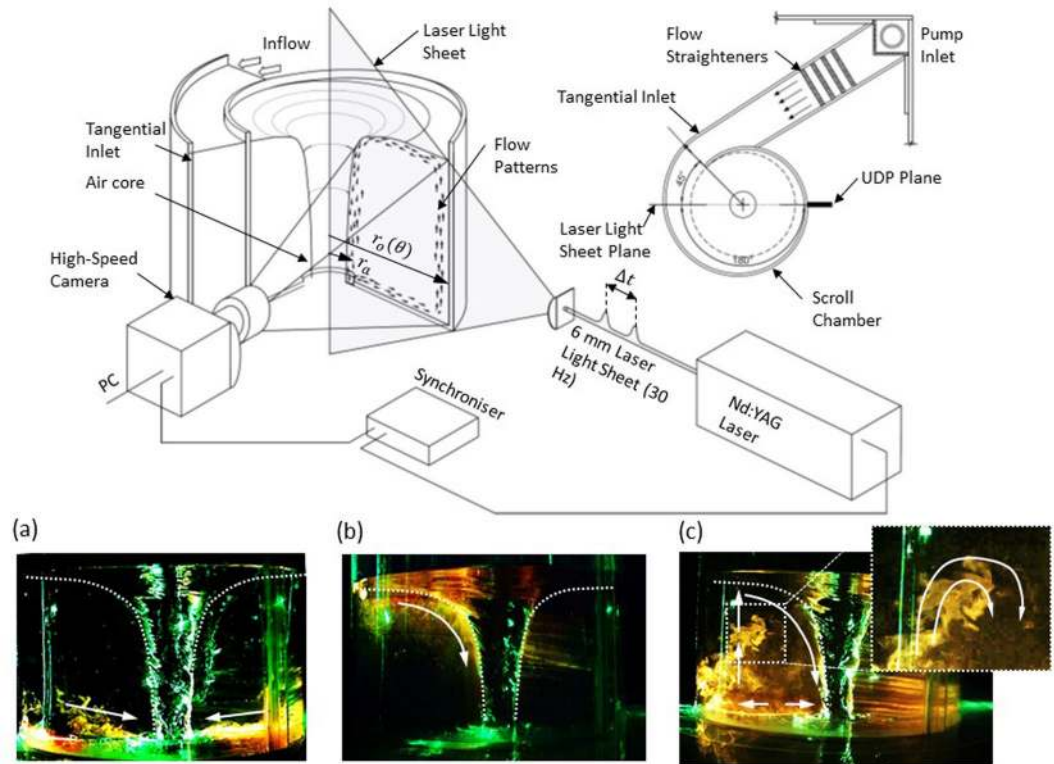 Laser Light
Sheet
Inflow
Tangential
Inlet
Air core
High-Speed
Camera
Flow
Patterns
r_o(θ)
r_a
Δt
6 mm Laser
Light Sheet (30
Hz)
PC
Synchroniser
Nd:YAG
Laser
Flow
Straighteners
Pump
Inlet
Tangential Inlet
45°
UDP Plane
Laser Light
Sheet Plane
180°
Scroll
Chamber
(a)
(b)
(c)